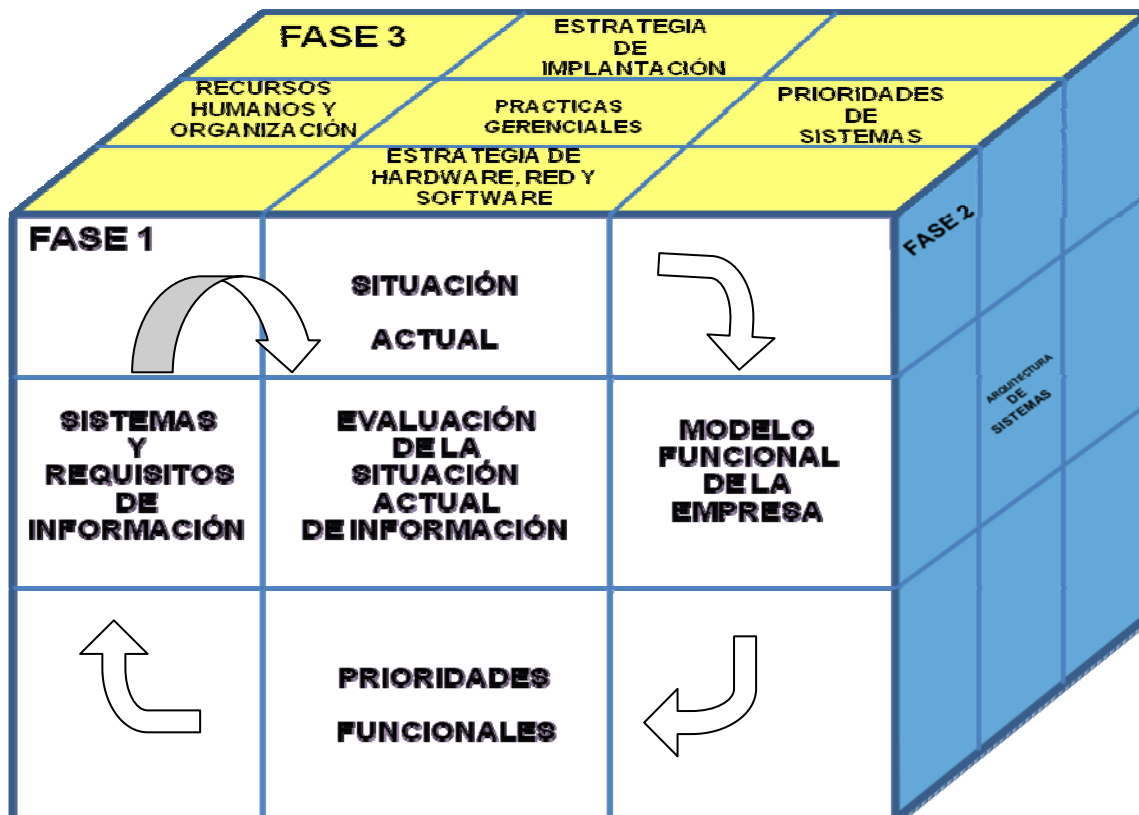 FASE 3
ESTRATEGIA
DE
IMPLANTACIÓN
RECURSOS
HUMANOS Y
ORGANIZACIÓN
PRACTICAS
GERENCIALES
PRIORIDADES
DE
SISTEMAS
ESTRATEGIA DE
HARDWARE, RED Y
SOFTWARE
FASE 1
SITUACIÓN
ACTUAL
SISTEMAS
Y
REQUISITOS
DE
INFORMACIÓN
EVALUACIÓN
DE LA
SITUACIÓN
ACTUAL
DE INFORMACIÓN
MODELO
FUNCIONAL
DE LA
EMPRESA
PRIORIDADES
FUNCIONALES
FASE 2
ARQUITECTURA
DE
SISTEMAS